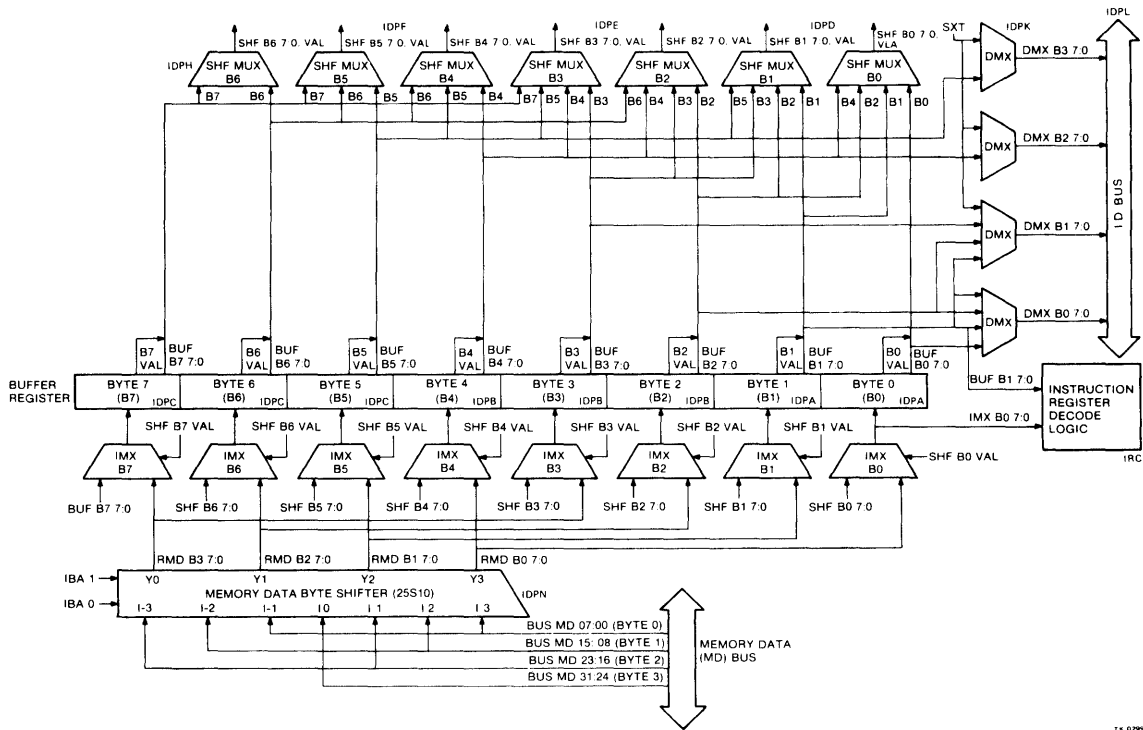 IDPF IDPE IDPD IDPL
SHF B6 7:0, VAL SHF B5 7:0, VAL SHF B4 7:0, VAL SHF B3 7:0, VAL SHF B2 7:0, VAL SHF B1 7:0, VAL SHF B0 7:0, VLA
SXT IDPK
IDPH
SHF MUX B6
SHF MUX B5
SHF MUX B4
SHF MUX B3
SHF MUX B2
SHF MUX B1
SHF MUX B0
DMX DMX B3 7:0
B7 B6 B7 B6 B5 B6 B5 B4 B7 B5 B4 B3 B6 B4 B3 B2 B5 B3 B2 B1 B4 B2 B1 B0
DMX DMX B2 7:0
DMX DMX B1 7:0
DMX DMX B0 7:0
ID BUS
B7 VAL BUF B7 7:0
B6 VAL BUF B6 7:0
B5 VAL BUF B5 7:0
B4 VAL BUF B4 7:0
B3 VAL BUF B3 7:0
B2 VAL BUF B2 7:0
B1 VAL BUF B1 7:0
B0 VAL BUF B0 7:0
BUFFER REGISTER
BYTE 7 (B7) IDPC
BYTE 6 (B6) IDPC
BYTE 5 (B5) IDPC
BYTE 4 (B4) IDPB
BYTE 3 (B3) IDPB
BYTE 2 (B2) IDPB
BYTE 1 (B1) IDPA
BYTE 0 (B0) IDPA
BUF B1 7:0
IMX B0 7:0
INSTRUCTION
REGISTER
DECODE
LOGIC
IRC
SHF B7 VAL SHF B6 VAL SHF B5 VAL SHF B4 VAL SHF B3 VAL SHF B2 VAL SHF B1 VAL
IMX B7
IMX B6
IMX B5
IMX B4
IMX B3
IMX B2
IMX B1
IMX B0
SHF B0 VAL
BUF B7 7:0 SHF B6 7:0 SHF B5 7:0 SHF B4 7:0 SHF B3 7:0 SHF B2 7:0 SHF B1 7:0 SHF B0 7:0
RMD B3 7:0 RMD B2 7:0 RMD B1 7:0 RMD B0 7:0
IBA 1
IBA 0
Y0 Y1 Y2 Y3
MEMORY DATA BYTE SHIFTER (25S10)
IDPN
I-3 I-2 I-1 I 0 I 1 I 2 I 3
BUS MD 07:00 (BYTE 0)
BUS MD 15:08 (BYTE 1)
BUS MD 23:16 (BYTE 2)
BUS MD 31:24 (BYTE 3)
MEMORY DATA
(MD) BUS